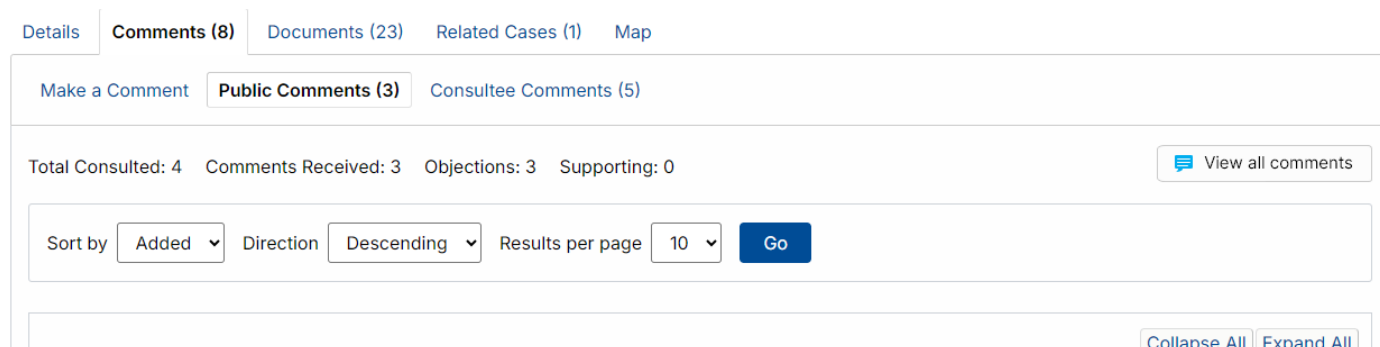 Details Comments (8) Documents (23) Related Cases (1) Map
Make a Comment Public Comments (3) Consultee Comments (5)
Total Consulted: 4 Comments Received: 3 Objections: 3 Supporting: 0 View all comments
Sort by Added Direction Descending Results per page 10 Go
Collapse All Expand All